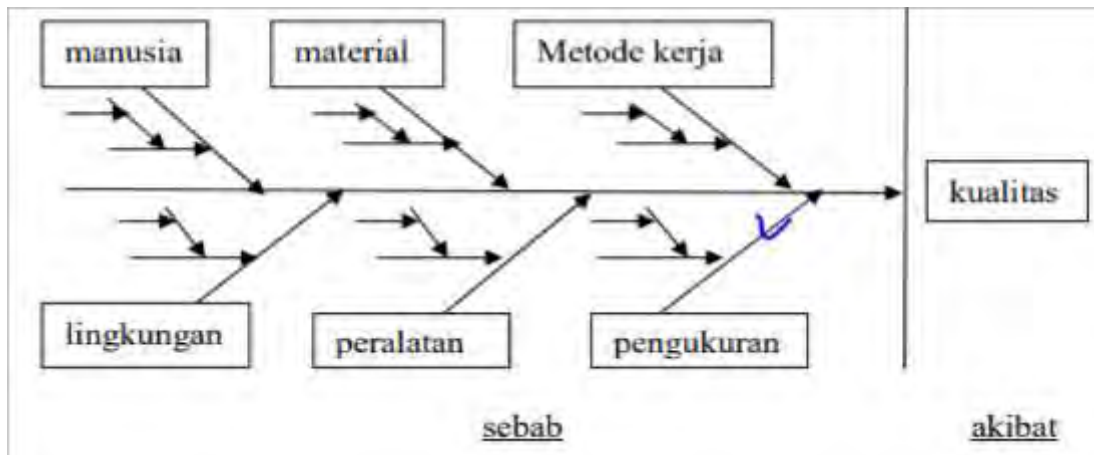 manusia
material
Metode kerja
kualitas
lingkungan
peralatan
pengukuran
sebab
akibat